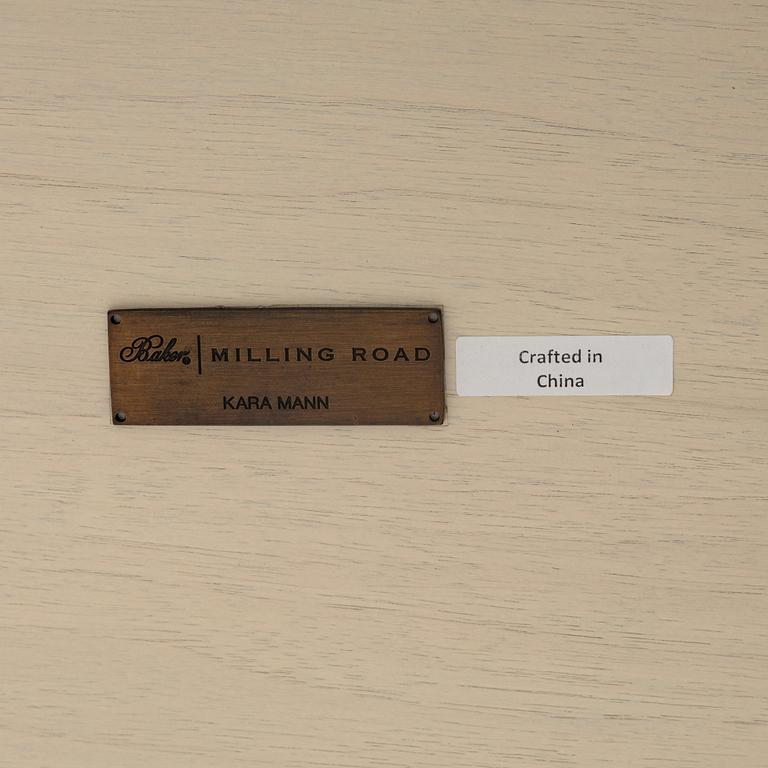 Baker | MILLING ROAD
KARA MANN
Crafted in
China